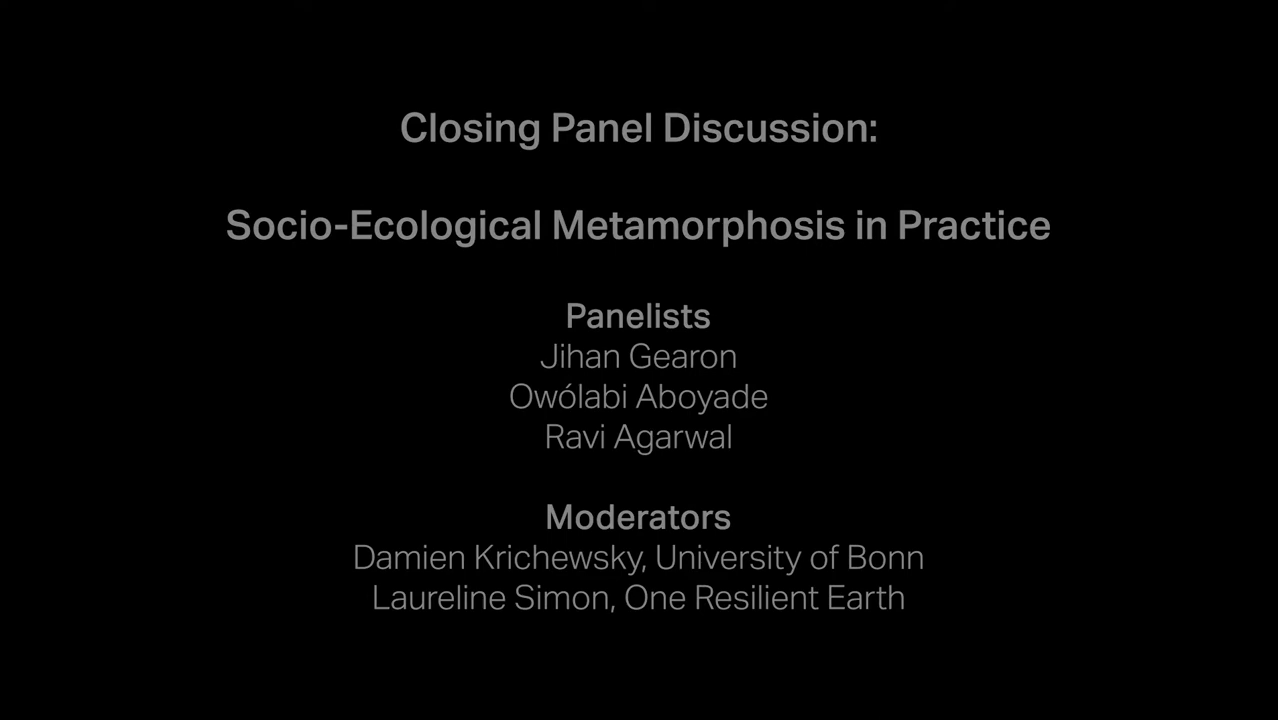 Closing Panel Discussion:
Socio-Ecological Metamorphosis in Practice
Panelists
Jihan Gearon
Owólabi Aboyade
Ravi Agarwal
Moderators
Damien Krichewsky, University of Bonn
Laureline Simon, One Resilient Earth